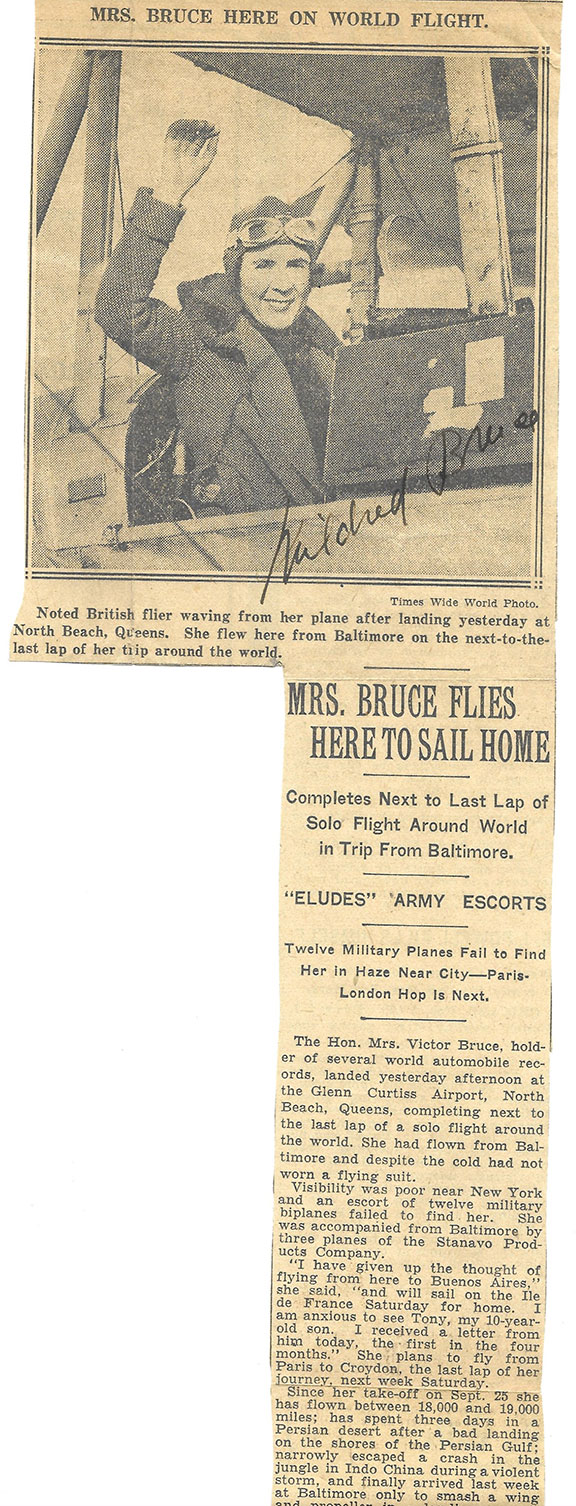 MRS. BRUCE HERE ON WORLD FLIGHT.
Mildred Bruce
Times Wide World Photo.
Noted British flier waving from her plane after landing yesterday at
North Beach, Queens. She flew here from Baltimore on the next-to-the-
last lap of her trip around the world.
MRS. BRUCE FLIES
HERE TO SAIL HOME
Completes Next to Last Lap of
Solo Flight Around World
in Trip From Baltimore.
"ELUDES" ARMY ESCORTS
Twelve Military Planes Fail to Find
Her in Haze Near City—Paris-
London Hop Is Next.
The Hon. Mrs. Victor Bruce, hold-
er of several world automobile rec-
ords, landed yesterday afternoon at
the Glenn Curtiss Airport, North
Beach, Queens, completing next to
the last lap of a solo flight around
the world. She had flown from Bal-
timore and despite the cold had not
worn a flying suit.
Visibility was poor near New York
and an escort of twelve military
biplanes failed to find her. She
was accompanied from Baltimore by
three planes of the Stanavo Prod-
ucts Company.
"I have given up the thought of
flying from here to Buenos Aires,"
she said, "and will sail on the Ile
de France Saturday for home. I
am anxious to see Tony, my 10-year-
old son. I received a letter from
him today, the first in the four
months." She plans to fly from
Paris to Croydon, the last lap of her
journey, next week Saturday.
Since her take-off on Sept. 25 she
has flown between 18,000 and 19,000
miles; has spent three days in a
Persian desert after a bad landing
on the shores of the Persian Gulf;
narrowly escaped a crash in the
jungle in Indo China during a violent
storm, and finally arrived last week
at Baltimore only to smash a wing
and propeller in